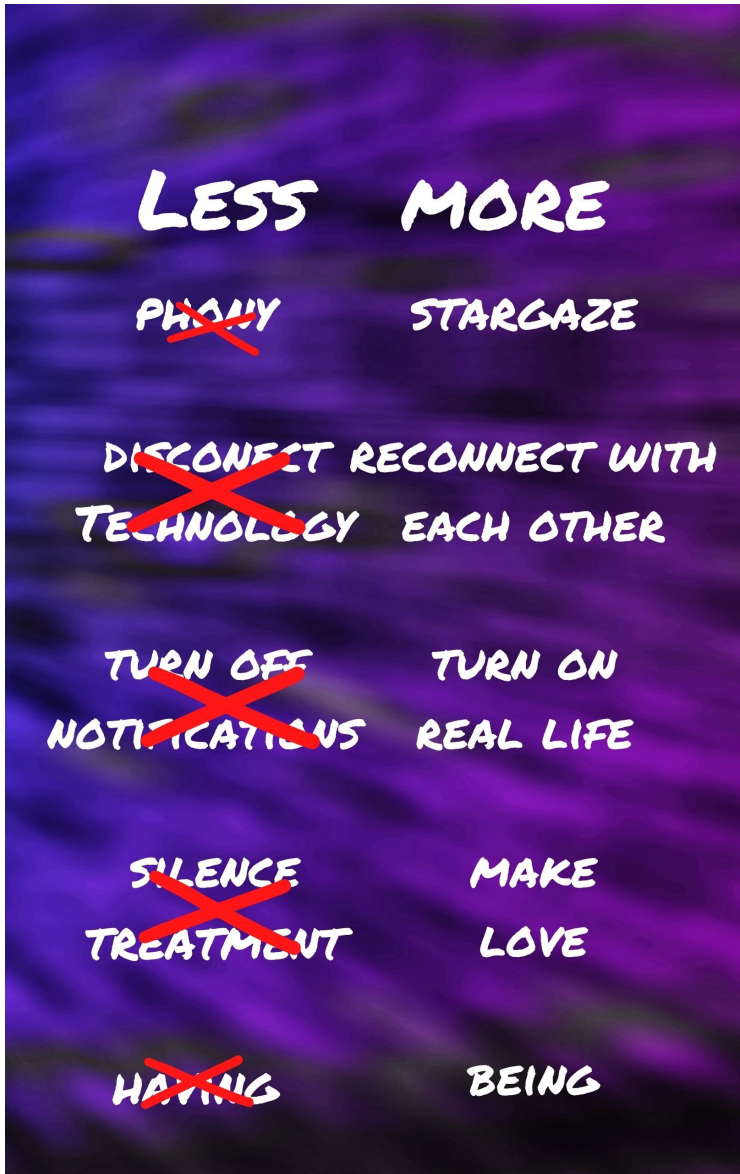 LESS MORE
PHONY STARGAZE
DISCONECT RECONNECT WITH
TECHNOLOGY EACH OTHER
TURN OFF TURN ON
NOTIFICATIONS REAL LIFE
SILENCE MAKE
TREATMENT LOVE
HAVING BEING